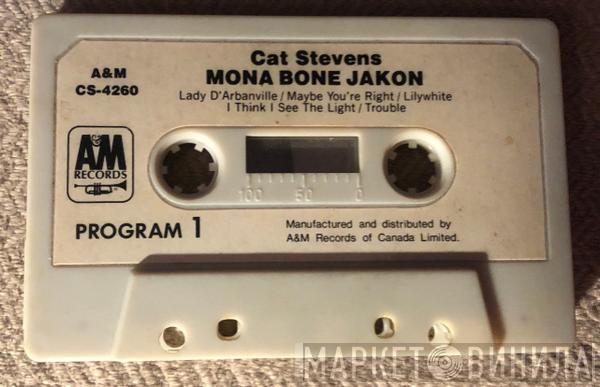 Cat Stevens
A&M
CS-4260
MONA BONE JAKON
Lady D'Arbanville / Maybe You're Right / Lilywhite
I Think I See The Light / Trouble
A&M
RECORDS
100 50 0
PROGRAM 1
Manufactured and distributed by
A&M Records of Canada Limited.
МАРКЕТ ВИНИЛА